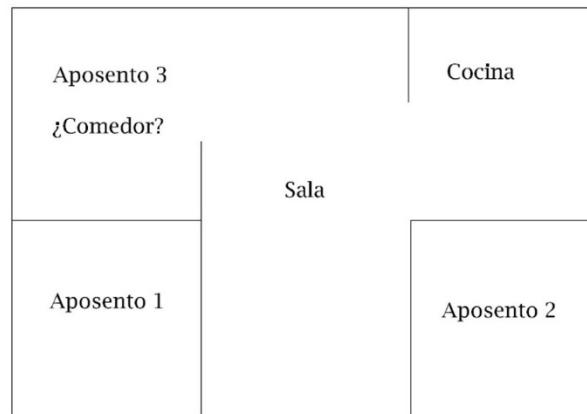 Aposento 3
¿Comedor?
Cocina
Sala
Aposento 1
Aposento 2